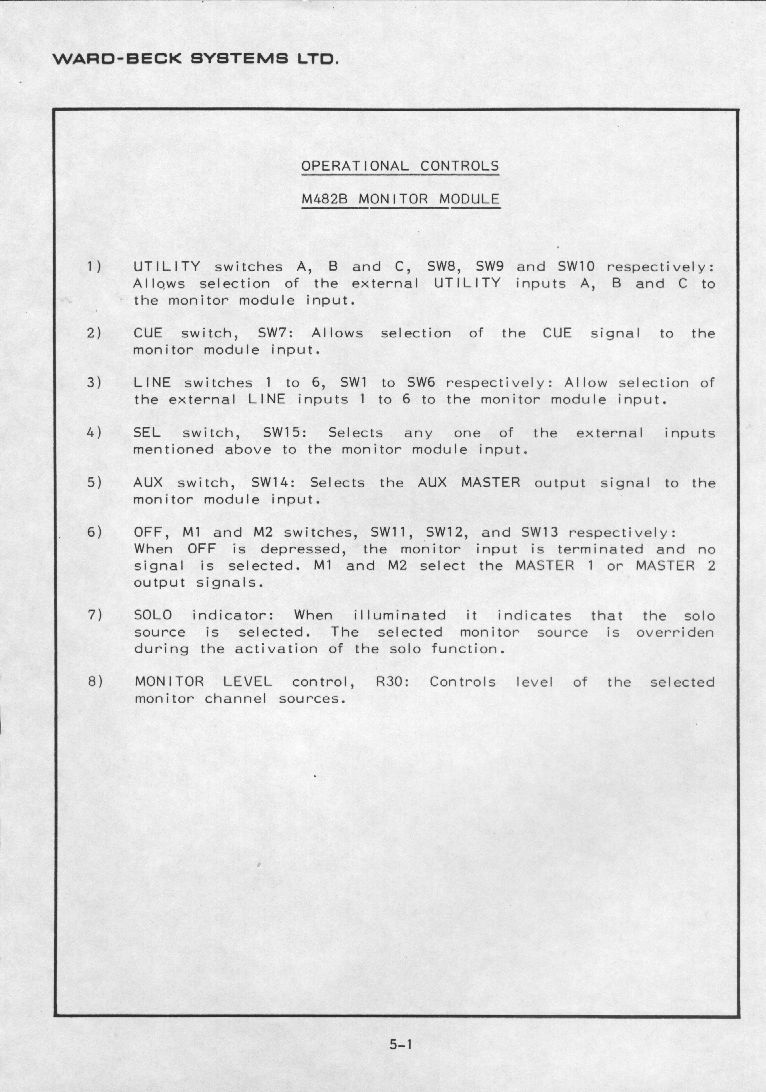 WARD-BECK SYSTEMS LTD.
OPERATIONAL CONTROLS
M482B MONITOR MODULE
1) UTILITY switches A, B and C, SW8, SW9 and SW10 respectively:
Allows selection of the external UTILITY inputs A, B and C to
the monitor module input.
2) CUE switch, SW7: Allows selection of the CUE signal to the
monitor module input.
3) LINE switches 1 to 6, SW1 to SW6 respectively: Allow selection of
the external LINE inputs 1 to 6 to the monitor module input.
4) SEL switch, SW15: Selects any one of the external inputs
mentioned above to the monitor module input.
5) AUX switch, SW14: Selects the AUX MASTER output signal to the
monitor module input.
6) OFF, M1 and M2 switches, SW11, SW12, and SW13 respectively:
When OFF is depressed, the monitor input is terminated and no
signal is selected. M1 and M2 select the MASTER 1 or MASTER 2
output signals.
7) SOLO indicator: When illuminated it indicates that the solo
source is selected. The selected monitor source is overriden
during the activation of the solo function.
8) MONITOR LEVEL control, R30: Controls level of the selected
monitor channel sources.
5-1